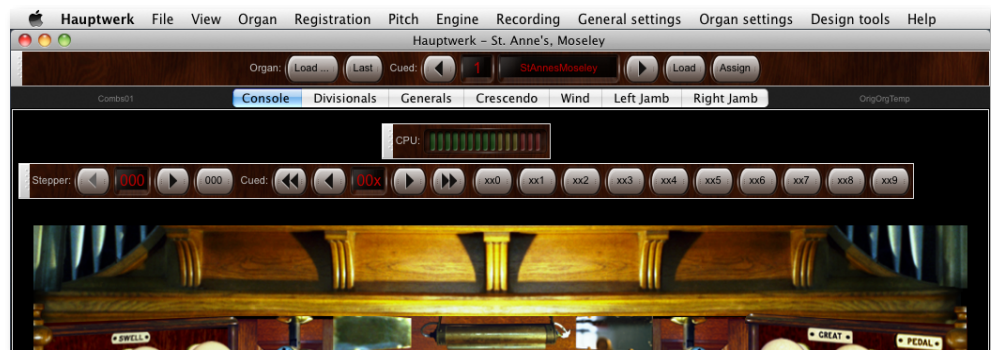 Hauptwerk File View Organ Registration Pitch Engine Recording General settings Organ settings Design tools Help
Hauptwerk – St. Anne's, Moseley
Organ: Load ... Last Cued: 1 StAnnesMoseley Load Assign
Combs01 Console Divisionals Generals Crescendo Wind Left Jamb Right Jamb OrigOrgTemp
CPU:
Stepper: 000 000 Cued: 00x xx0 xx1 xx2 xx3 xx4 xx5 xx6 xx7 xx8 xx9
SWELL GREAT
PEDAL